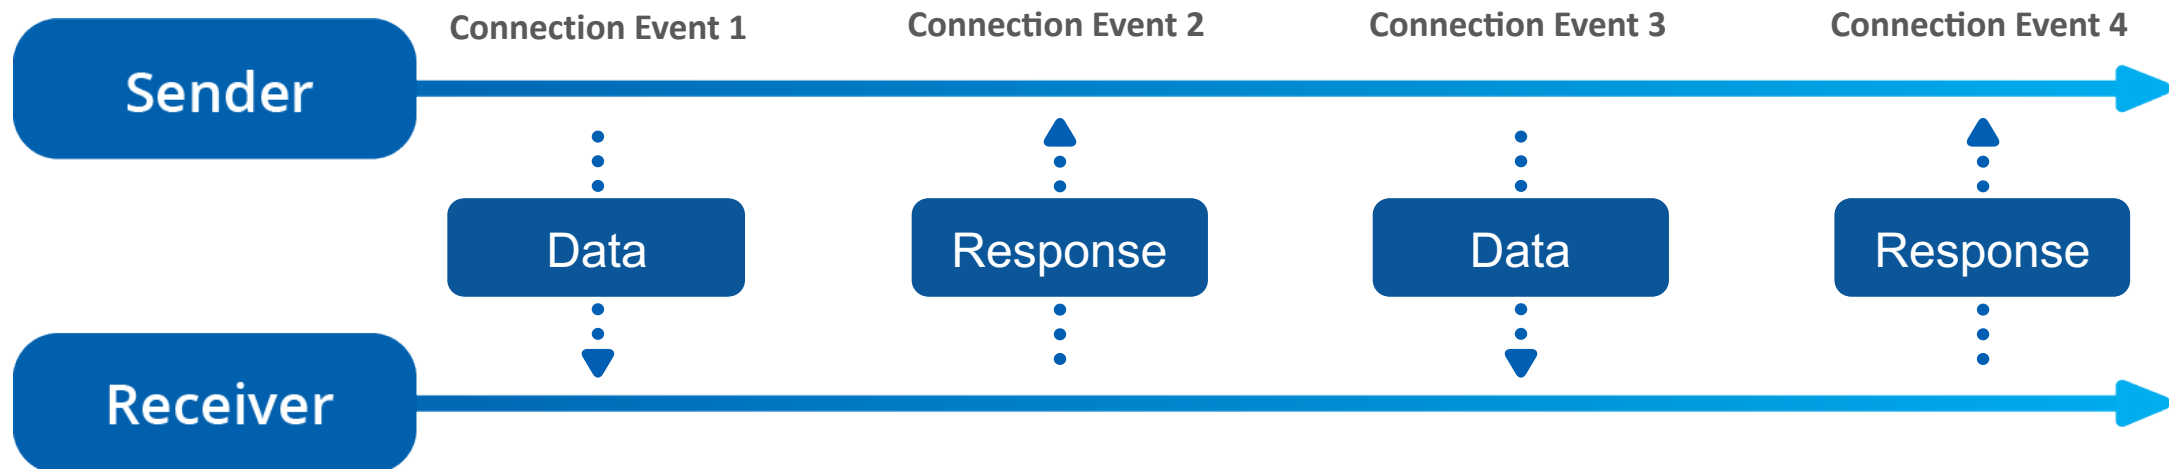 Connection Event 1
Connection Event 2
Connection Event 3
Connection Event 4
Sender
Data
Response
Data
Response
Receiver